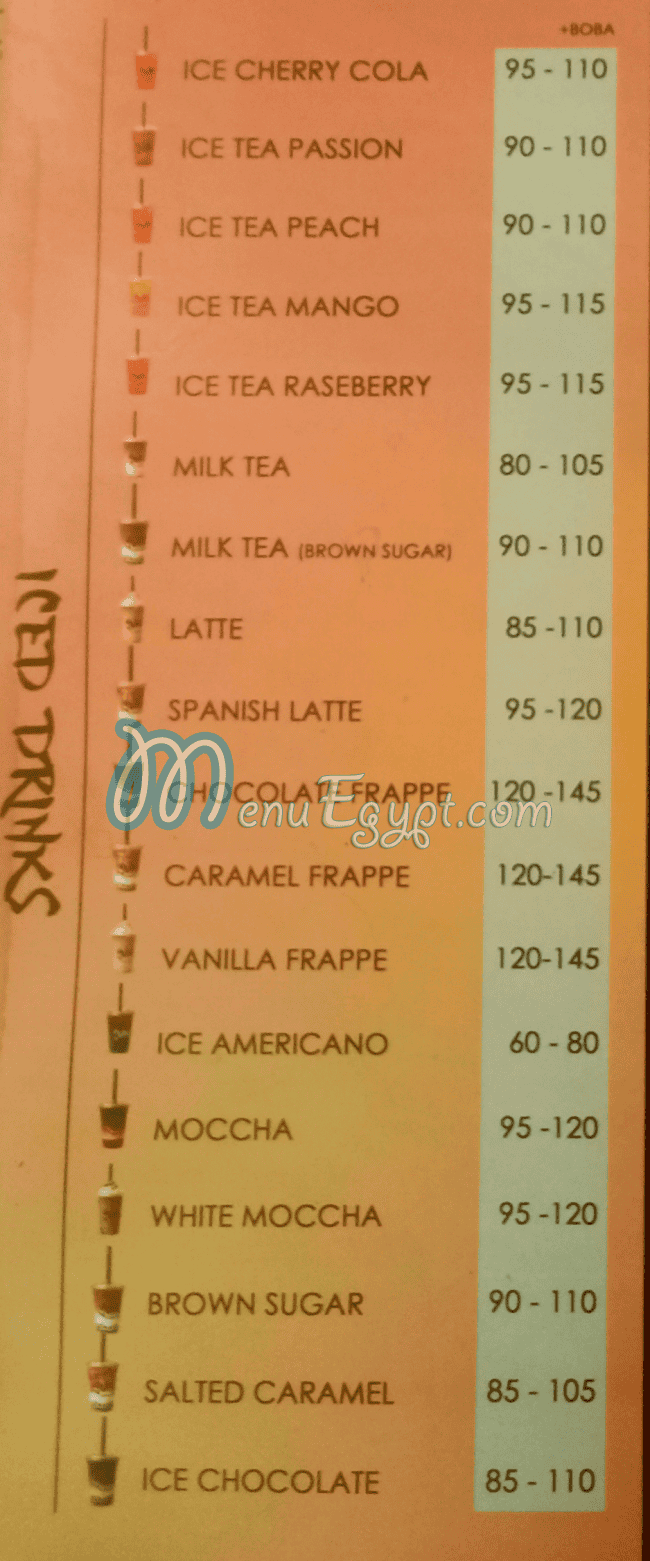 +BOBA
ICE CHERRY COLA 95 - 110
ICE TEA PASSION 90 - 110
ICE TEA PEACH 90 - 110
ICE TEA MANGO 95 - 115
ICE TEA RASEBERRY 95 - 115
MILK TEA 80 - 105
MILK TEA (BROWN SUGAR) 90 - 110
LATTE 85 -110
SPANISH LATTE 95 -120
CHOCOLATE FRAPPE 120 -145
MenuEgypt.com
CARAMEL FRAPPE 120-145
VANILLA FRAPPE 120-145
ICE AMERICANO 60 - 80
MOCCHA 95 -120
WHITE MOCCHA 95 -120
BROWN SUGAR 90 - 110
SALTED CARAMEL 85 - 105
ICE CHOCOLATE 85 - 110
ICED DRINKS